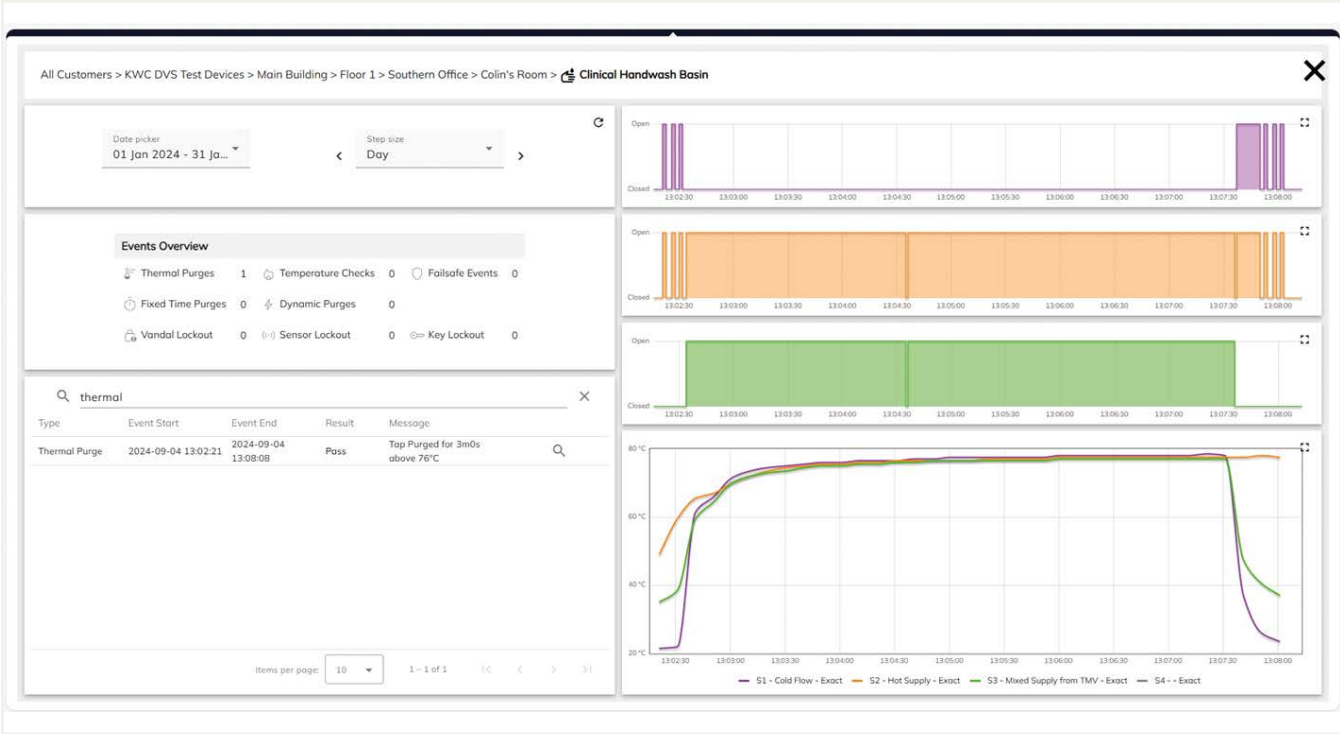 All Customers > KWC DVS Test Devices > Main Building > Floor 1 > Southern Office > Colin's Room > Clinical Handwash Basin
Date picker
01 Jan 2024 - 31 Ja...
Step size
Day
Events Overview
Thermal Purges 1 Temperature Checks 0 Failsafe Events 0
Fixed Time Purges 0 Dynamic Purges 0
Vandal Lockout 0 Sensor Lockout 0 Key Lockout 0
thermal
Type Event Start Event End Result Message
Thermal Purge 2024-09-04 13:02:21 2024-09-04 13:08:08 Pass Tap Purged for 3m0s above 76°C
Items per page: 10 1 – 1 of 1
Open
Closed
13:02:30 13:03:00 13:03:30 13:04:00 13:04:30 13:05:00 13:05:30 13:06:00 13:06:30 13:07:00 13:07:30 13:08:00
Open
Closed
13:02:30 13:03:00 13:03:30 13:04:00 13:04:30 13:05:00 13:05:30 13:06:00 13:06:30 13:07:00 13:07:30 13:08:00
Open
Closed
13:02:30 13:03:00 13:03:30 13:04:00 13:04:30 13:05:00 13:05:30 13:06:00 13:06:30 13:07:00 13:07:30 13:08:00
80 °C
60 °C
40 °C
20 °C
13:02:30 13:03:00 13:03:30 13:04:00 13:04:30 13:05:00 13:05:30 13:06:00 13:06:30 13:07:00 13:07:30 13:08:00
S1 - Cold Flow - Exact S2 - Hot Supply - Exact S3 - Mixed Supply from TMV - Exact S4 - - Exact